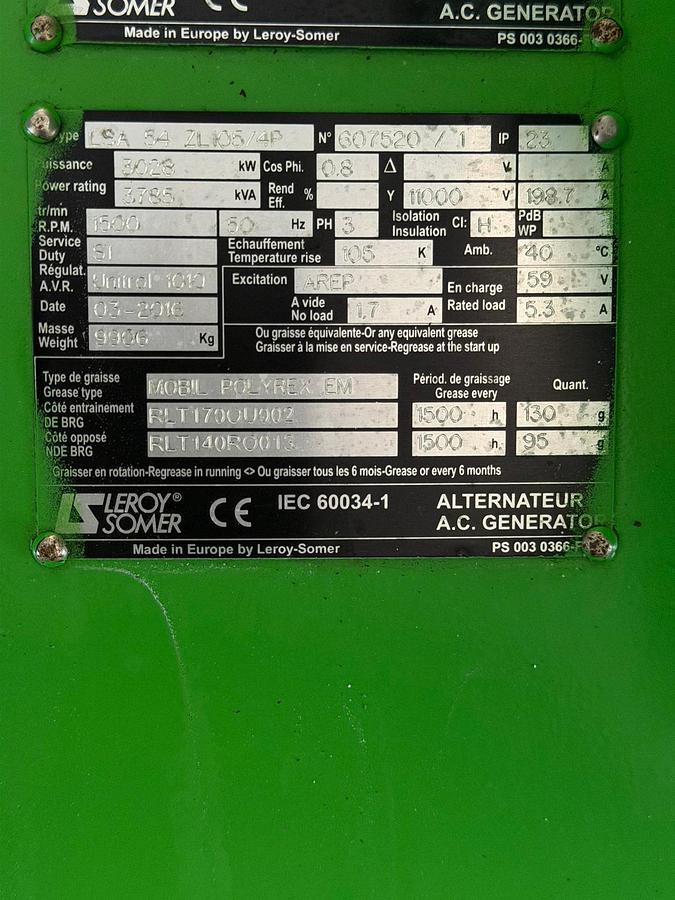 SOMER CE A.C. GENERATOR
Made in Europe by Leroy-Somer PS 003 0366-
Type LSA 54 ZL105/4P N° 607520 / 1 IP 23
Puissance 3028 kW Cos Phi. 0,8 Δ V A
Power rating 3785 kVA Rend Eff. % Y 11000 V 198.7 A
tr/mn R.P.M. 1500 50 Hz PH 3 Isolation Insulation Cl: H PdB WP
Service Duty S1 Echauffement Temperature rise 105 K Amb. 40 °C
Régulat. A.V.R. Unitrol 1010 Excitation AREP En charge Rated load 59 V
Date 03-2016 A vide No load 1,7 A 5.3 A
Masse Weight 9906 Kg Ou graisse équivalente-Or any equivalent grease
Graisser à la mise en service-Regrease at the start up
Type de graisse Grease type MOBIL POLYREX EM Périod. de graissage Grease every Quant.
Côté entrainement DE BRG RLT170OU002 1500 h 130 g
Côté opposé NDE BRG RLT140RO013 1500 h 95 g
Graisser en rotation-Regrease in running <> Ou graisser tous les 6 mois-Grease or every 6 months
LEROY® SOMER CE IEC 60034-1 ALTERNATEUR
A.C. GENERATO
Made in Europe by Leroy-Somer PS 003 0366-